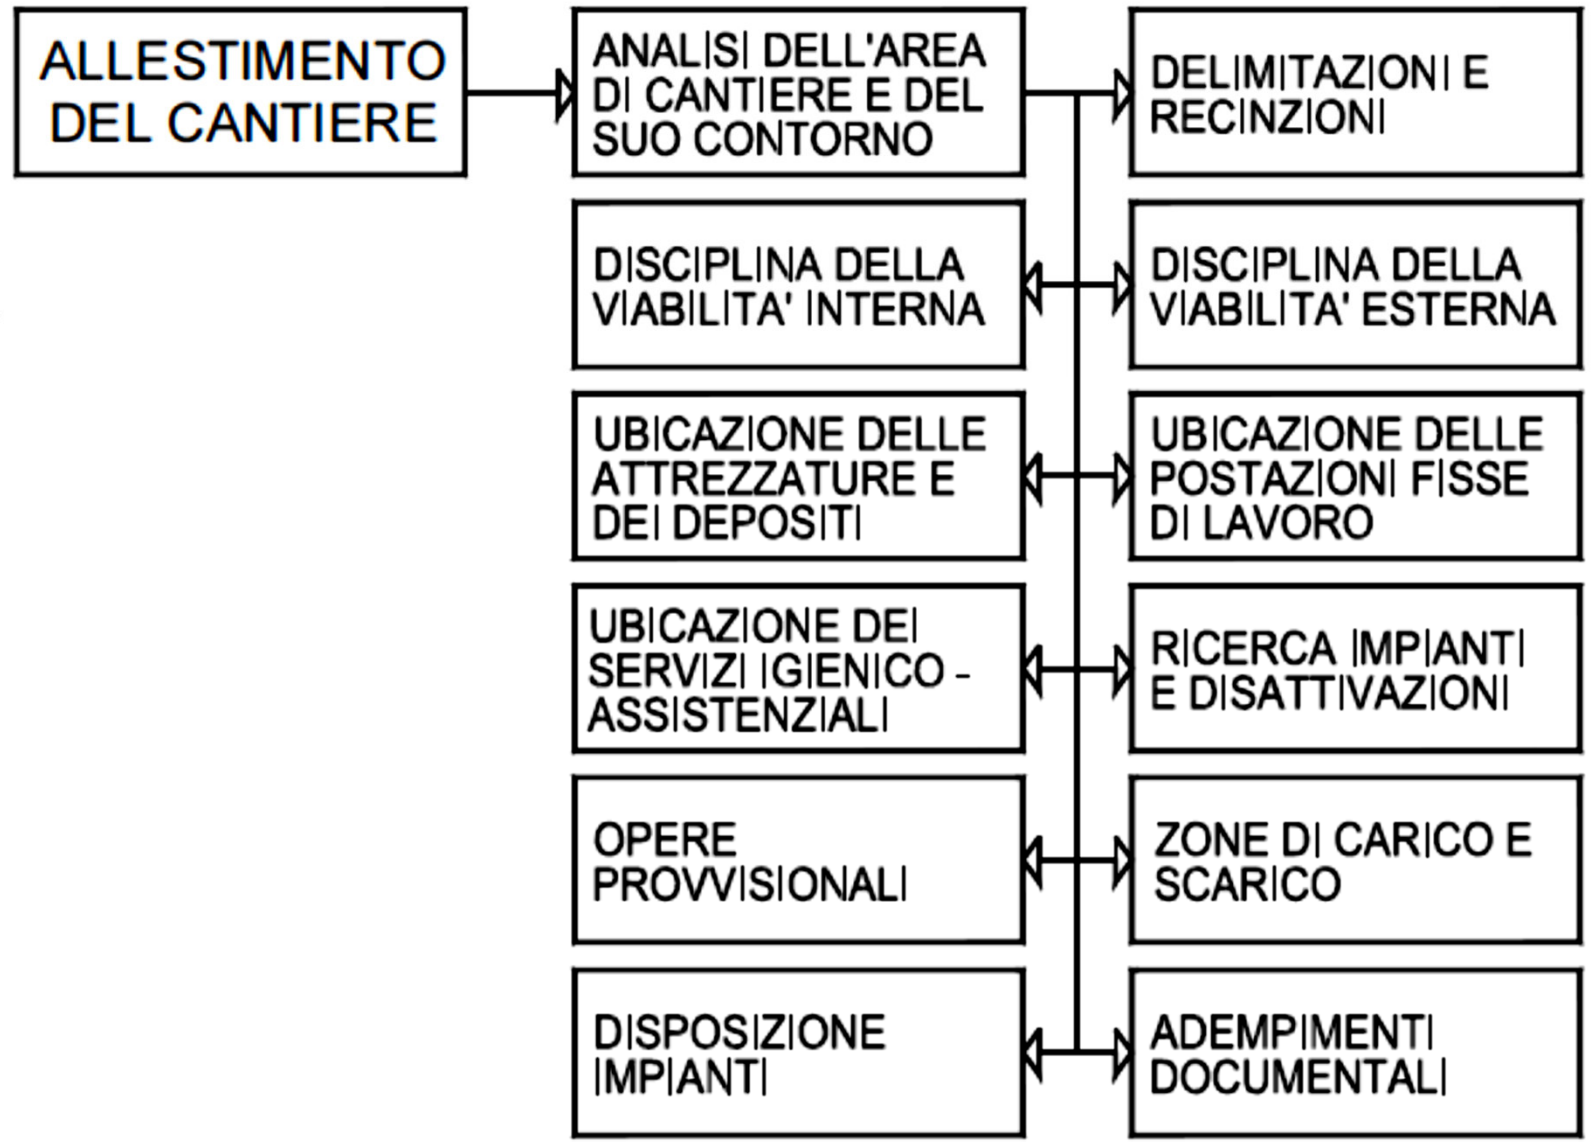 ALLESTIMENTO
DEL CANTIERE
ANALISI DELL'AREA
DI CANTIERE E DEL
SUO CONTORNO
DELIMITAZIONI E
RECINZIONI
DISCIPLINA DELLA
VIABILITA' INTERNA
DISCIPLINA DELLA
VIABILITA' ESTERNA
UBICAZIONE DELLE
ATTREZZATURE E
DEI DEPOSITI
UBICAZIONE DELLE
POSTAZIONI FISSE
DI LAVORO
UBICAZIONE DEI
SERVIZI IGIENICO -
ASSISTENZIALI
RICERCA IMPIANTI
E DISATTIVAZIONI
OPERE
PROVVISIONALI
ZONE DI CARICO E
SCARICO
DISPOSIZIONE
IMPIANTI
ADEMPIMENTI
DOCUMENTALI